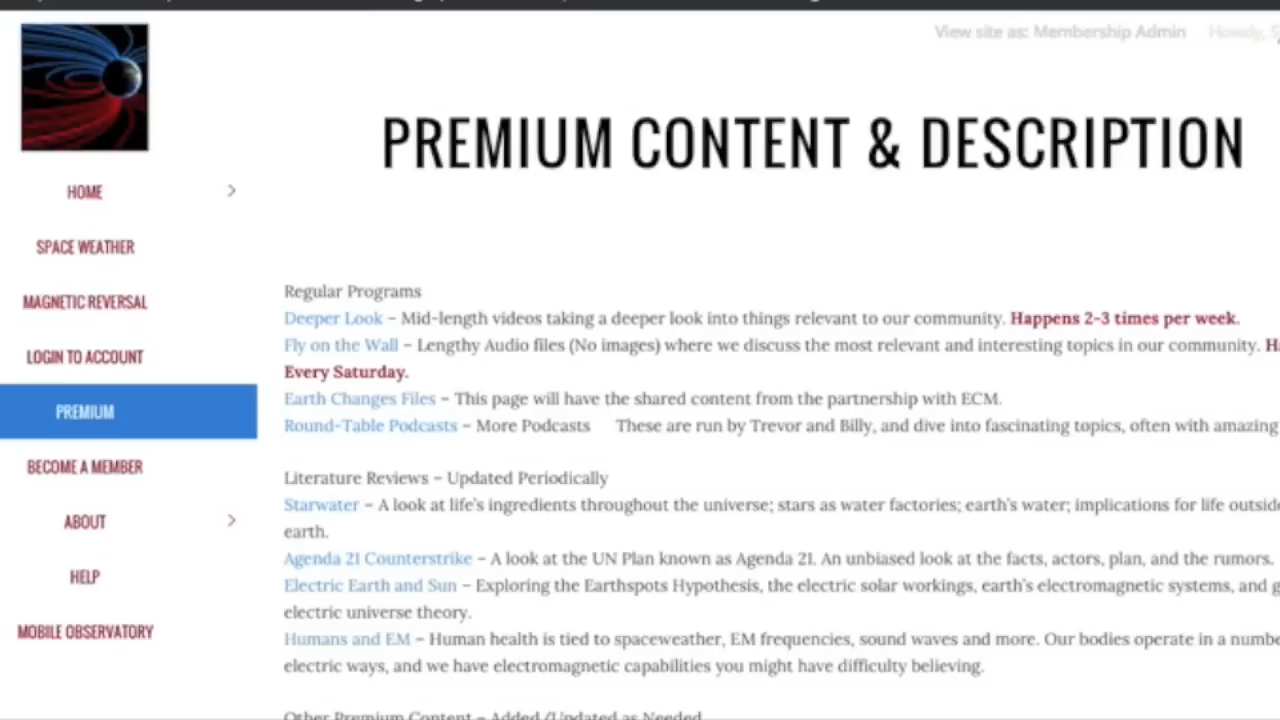 View site as: Membership Admin Howdy,
PREMIUM CONTENT & DESCRIPTION
HOME
SPACE WEATHER
MAGNETIC REVERSAL
LOGIN TO ACCOUNT
PREMIUM
BECOME A MEMBER
ABOUT
HELP
MOBILE OBSERVATORY
Regular Programs
Deeper Look – Mid-length videos taking a deeper look into things relevant to our community. Happens 2-3 times per week.
Fly on the Wall – Lengthy Audio files (No images) where we discuss the most relevant and interesting topics in our community.
Every Saturday.
Earth Changes Files – This page will have the shared content from the partnership with ECM.
Round-Table Podcasts – More Podcasts These are run by Trevor and Billy, and dive into fascinating topics, often with amazing
Literature Reviews – Updated Periodically
Starwater – A look at life's ingredients throughout the universe; stars as water factories; earth's water; implications for life outside
earth.
Agenda 21 Counterstrike – A look at the UN Plan known as Agenda 21. An unbiased look at the facts, actors, plan, and the rumors.
Electric Earth and Sun – Exploring the Earthspots Hypothesis, the electric solar workings, earth's electromagnetic systems, and
electric universe theory.
Humans and EM – Human health is tied to spaceweather, EM frequencies, sound waves and more. Our bodies operate in a
electric ways, and we have electromagnetic capabilities you might have difficulty believing.
Other Premium Content – Added/Updated as Needed